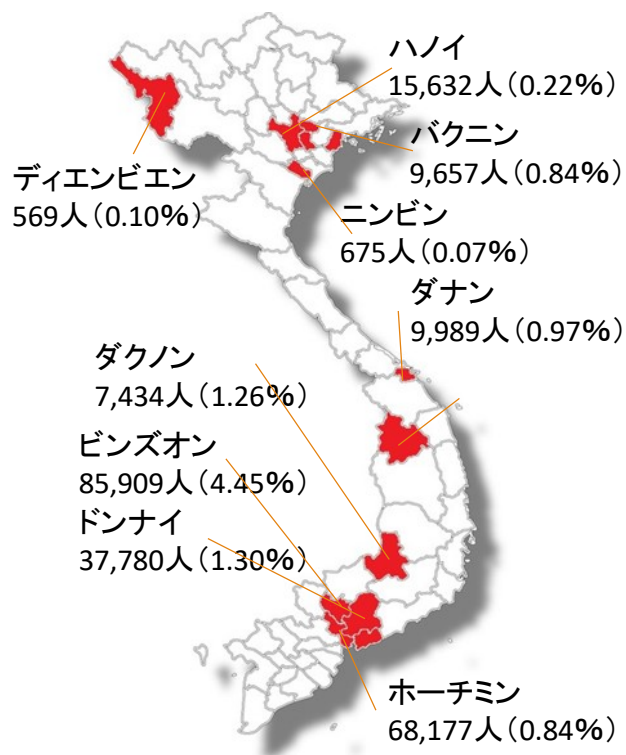 ハノイ
15,632人（0.22%）
バクニン
9,657人（0.84%）
ディエンビエン
569人（0.10%）
ニンビン
675人（0.07%）
ダナン
9,989人（0.97%）
ダクノン
7,434人（1.26%）
ビンズオン
85,909人（4.45%）
ドンナイ
37,780人（1.30%）
ホーチミン
68,177人（0.84%）